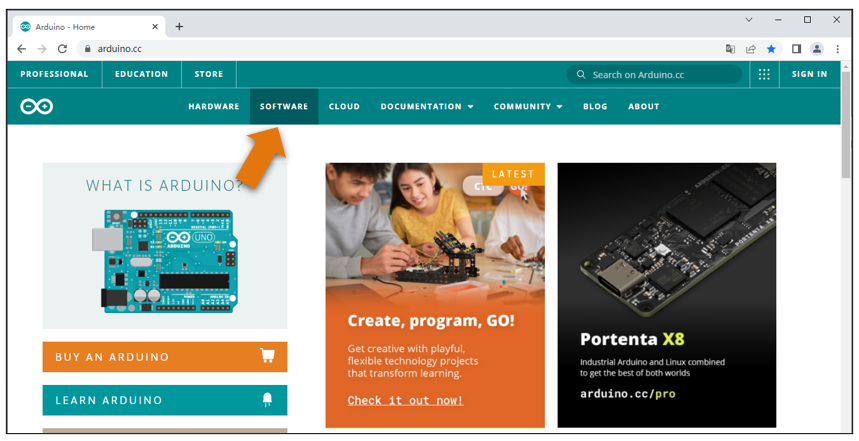 Arduino - Home
arduino.cc
PROFESSIONAL EDUCATION STORE
Search on Arduino.cc
SIGN IN
HARDWARE SOFTWARE CLOUD DOCUMENTATION COMMUNITY BLOG ABOUT
WHAT IS ARDUINO?
UNO
ARDUINO
BUY AN ARDUINO
LEARN ARDUINO
LATEST
CTC GO!
Create, program, GO!
Get creative with playful,
flexible technology projects
that transform learning.
Check it out now!
PORTENTA
Portenta X8
Industrial Arduino and Linux combined
to get the best of both worlds
arduino.cc/pro